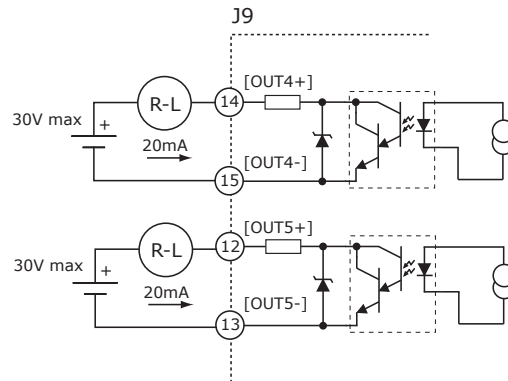 J9
[OUT4+]
R-L
14
30V max
+
20mA
[OUT4-]
15
[OUT5+]
R-L
12
30V max
+
20mA
[OUT5-]
13